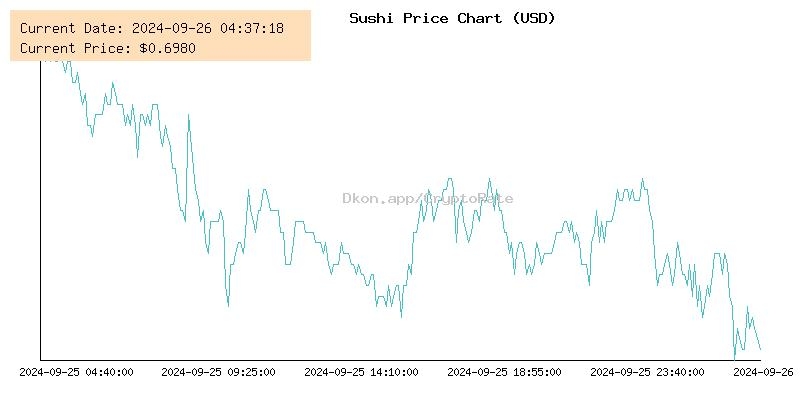 Sushi Price Chart (USD)
Current Date: 2024-09-26 04:37:18
Current Price: $0.6980
Dkon.app/CryptoRate
2024-09-25 04:40:00 2024-09-25 09:25:00 2024-09-25 14:10:00 2024-09-25 18:55:00 2024-09-25 23:40:00 2024-09-26